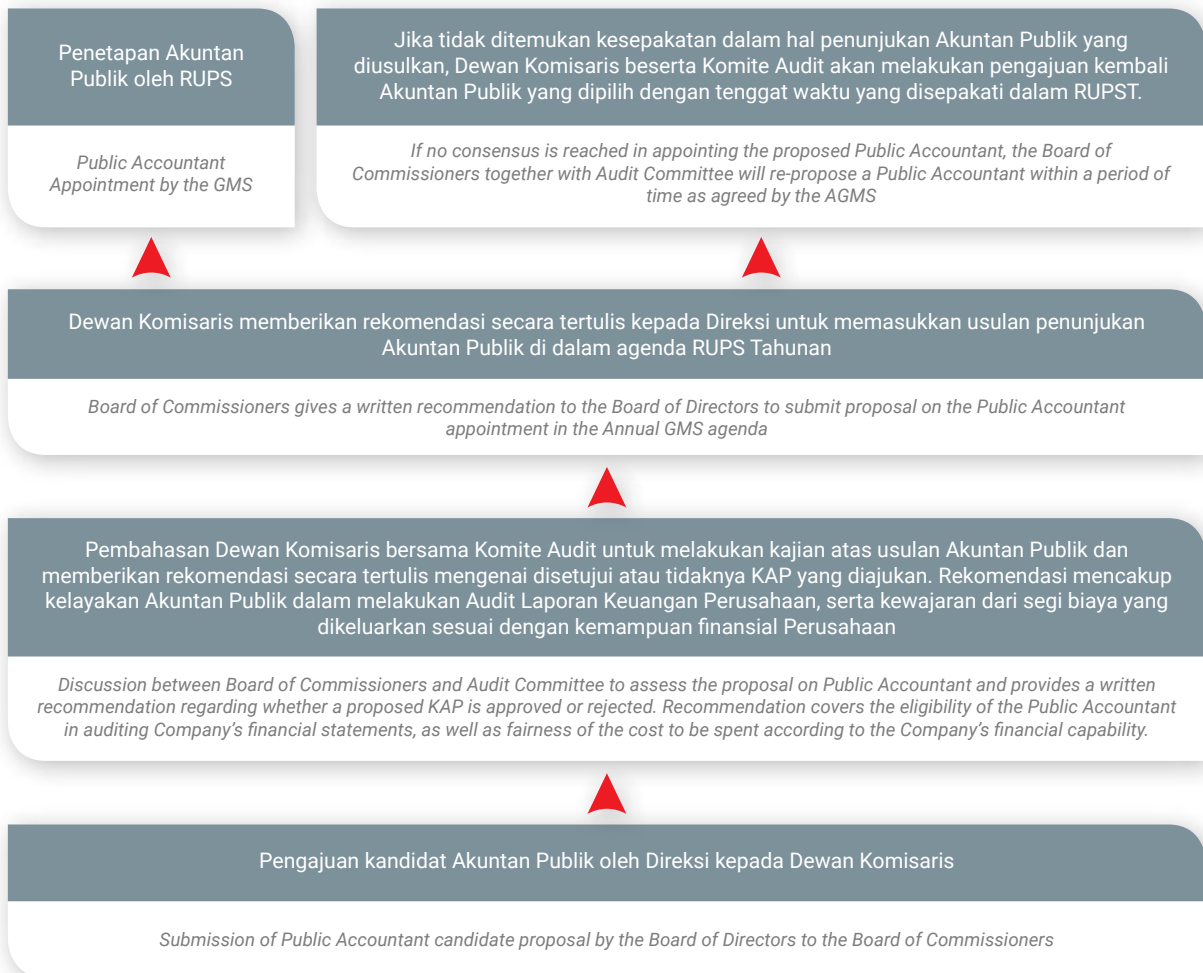 Penetapan Akuntan
Publik oleh RUPS
Public Accountant
Appointment by the GMS
Jika tidak ditemukan kesepakatan dalam hal penunjukan Akuntan Publik yang
diusulkan, Dewan Komisaris beserta Komite Audit akan melakukan pengajuan kembali
Akuntan Publik yang dipilih dengan tenggat waktu yang disepakati dalam RUPST.
If no consensus is reached in appointing the proposed Public Accountant, the Board of
Commissioners together with Audit Committee will re-propose a Public Accountant within a period of
time as agreed by the AGMS
Dewan Komisaris memberikan rekomendasi secara tertulis kepada Direksi untuk memasukkan usulan penunjukan
Akuntan Publik di dalam agenda RUPS Tahunan
Board of Commissioners gives a written recommendation to the Board of Directors to submit proposal on the Public Accountant
appointment in the Annual GMS agenda
Pembahasan Dewan Komisaris bersama Komite Audit untuk melakukan kajian atas usulan Akuntan Publik dan
memberikan rekomendasi secara tertulis mengenai disetujui atau tidaknya KAP yang diajukan. Rekomendasi mencakup
kelayakan Akuntan Publik dalam melakukan Audit Laporan Keuangan Perusahaan, serta kewajaran dari segi biaya yang
dikeluarkan sesuai dengan kemampuan finansial Perusahaan
Discussion between Board of Commissioners and Audit Committee to assess the proposal on Public Accountant and provides a written
recommendation regarding whether a proposed KAP is approved or rejected. Recommendation covers the eligibility of the Public Accountant
in auditing Company's financial statements, as well as fairness of the cost to be spent according to the Company's financial capability.
Pengajuan kandidat Akuntan Publik oleh Direksi kepada Dewan Komisaris
Submission of Public Accountant candidate proposal by the Board of Directors to the Board of Commissioners